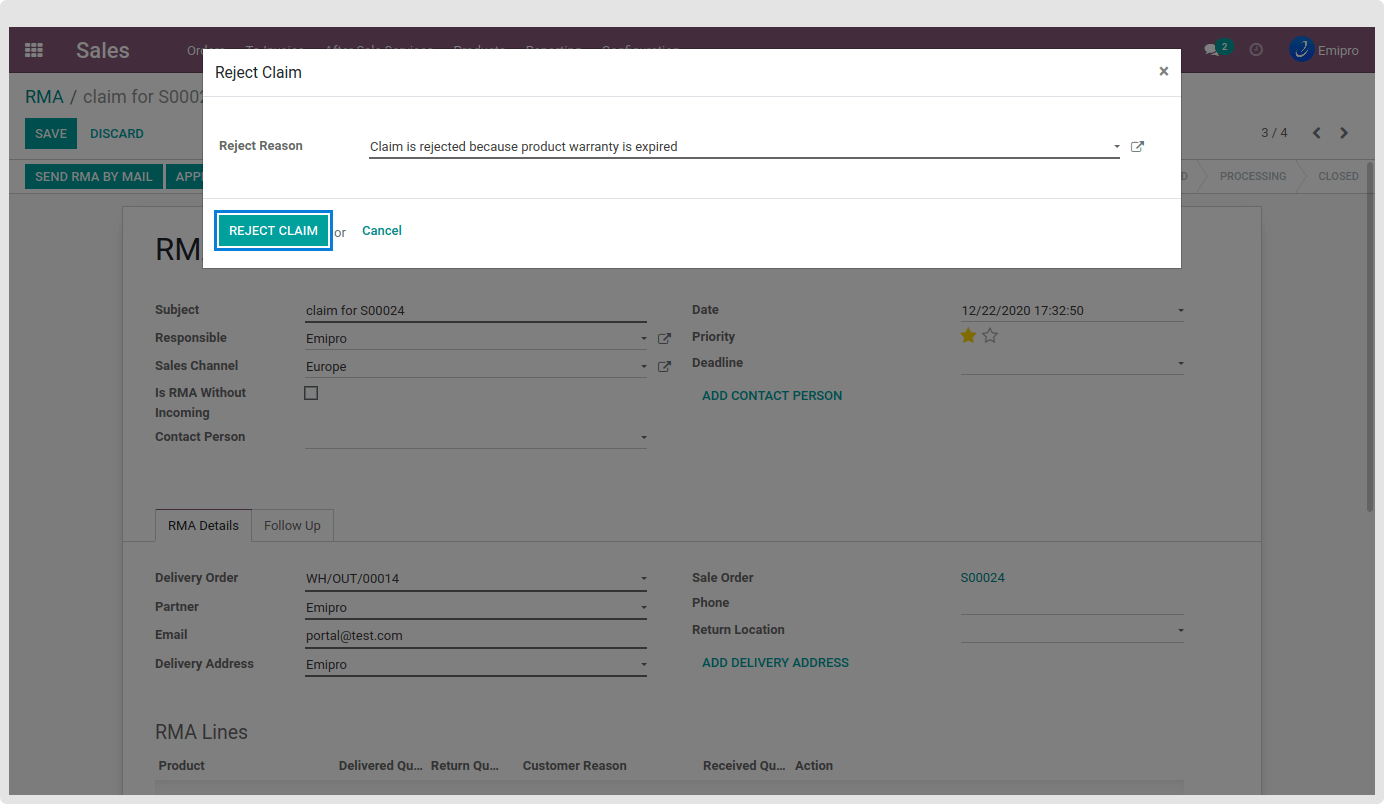 Sales
2
Emipro
Reject Claim
×
RMA / claim for S0002
SAVE DISCARD
3 / 4
Reject Reason Claim is rejected because product warranty is expired
SEND RMA BY MAIL
PROCESSING CLOSED
REJECT CLAIM or Cancel
Subject claim for S00024
Date 12/22/2020 17:32:50
Responsible Emipro
Priority
Sales Channel Europe
Deadline
Is RMA Without
Incoming
ADD CONTACT PERSON
Contact Person
RMA Details Follow Up
Delivery Order WH/OUT/00014
Sale Order S00024
Partner Emipro
Phone
Email portal@test.com
Return Location
Delivery Address Emipro
ADD DELIVERY ADDRESS
RMA Lines
Product Delivered Qu... Return Qu... Customer Reason Received Qu... Action